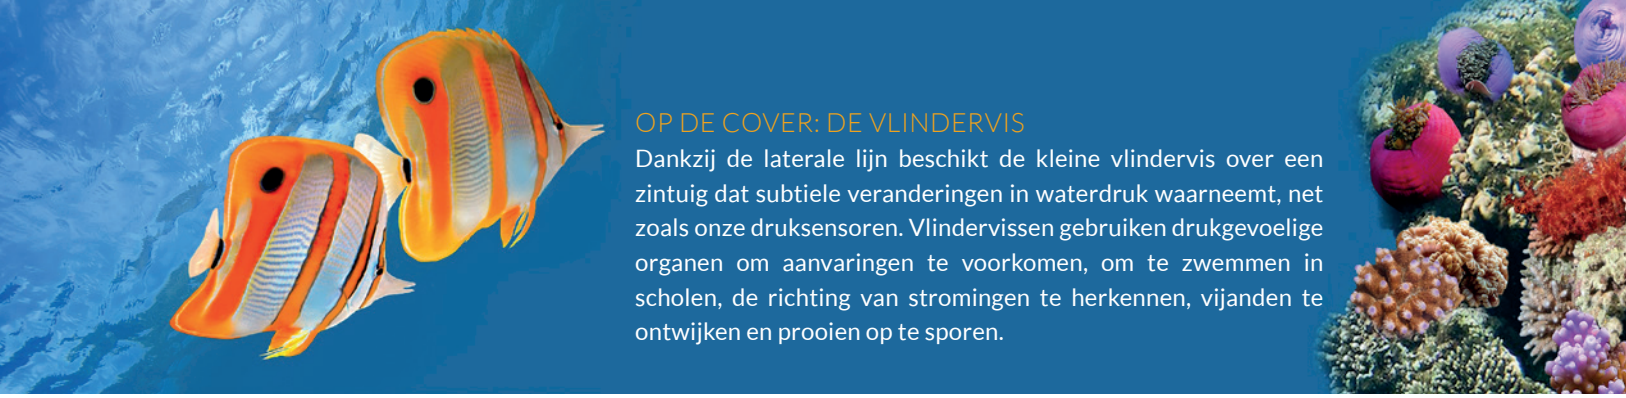 OP DE COVER: DE VLINDERVIS
Dankzij de laterale lijn beschikt de kleine vlindervis over een
zintuig dat subtiele veranderingen in waterdruk waarneemt, net
zoals onze druksensoren. Vlindervissen gebruiken drukgevoelige
organen om aanvaringen te voorkomen, om te zwemmen in
scholen, de richting van stromingen te herkennen, vijanden te
ontwijken en prooien op te sporen.